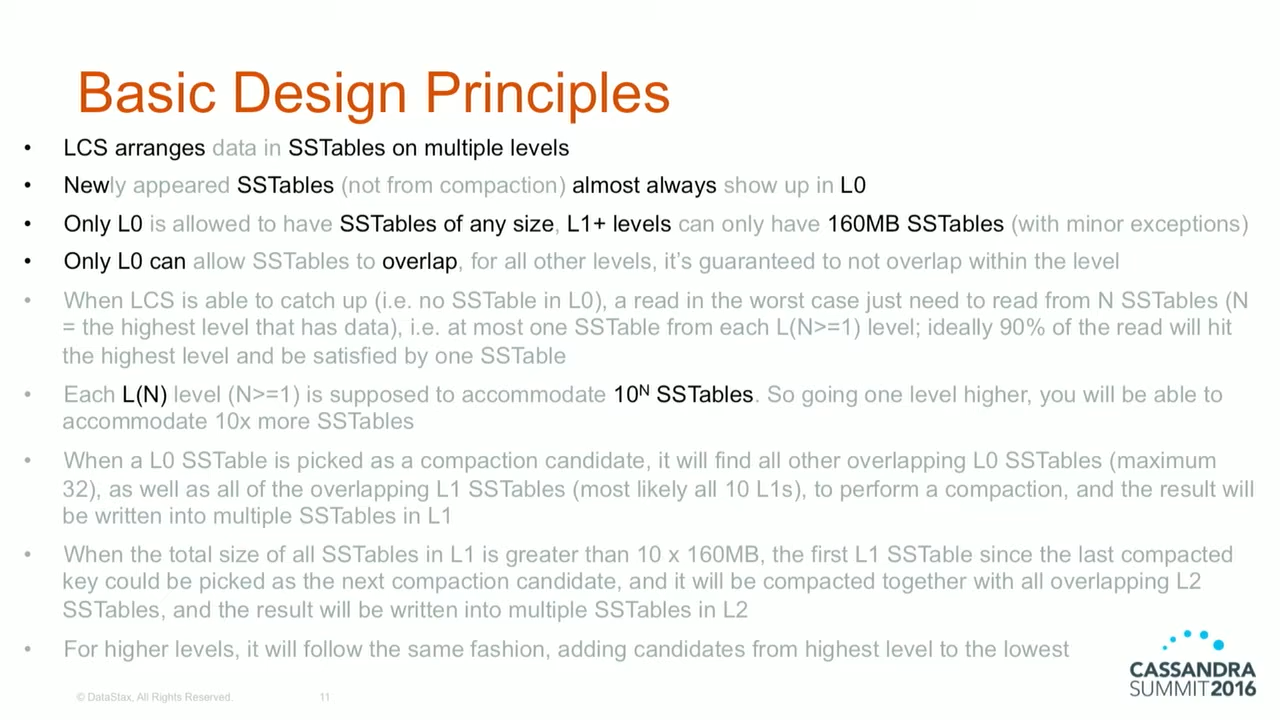 Basic Design Principles
• LCS arranges data in SSTables on multiple levels
• Newly appeared SSTables (not from compaction) almost always show up in L0
• Only L0 is allowed to have SSTables of any size, L1+ levels can only have 160MB SSTables (with minor exceptions)
• Only L0 can allow SSTables to overlap, for all other levels, it’s guaranteed to not overlap within the level
• When LCS is able to catch up (i.e. no SSTable in L0), a read in the worst case just need to read from N SSTables (N
= the highest level that has data), i.e. at most one SSTable from each L(N>=1) level; ideally 90% of the read will hit
the highest level and be satisfied by one SSTable
• Each L(N) level (N>=1) is supposed to accommodate 10ᴺ SSTables. So going one level higher, you will be able to
accommodate 10x more SSTables
• When a L0 SSTable is picked as a compaction candidate, it will find all other overlapping L0 SSTables (maximum
32), as well as all of the overlapping L1 SSTables (most likely all 10 L1s), to perform a compaction, and the result will
be written into multiple SSTables in L1
• When the total size of all SSTables in L1 is greater than 10 x 160MB, the first L1 SSTable since the last compacted
key could be picked as the next compaction candidate, and it will be compacted together with all overlapping L2
SSTables, and the result will be written into multiple SSTables in L2
• For higher levels, it will follow the same fashion, adding candidates from highest level to the lowest
© DataStax, All Rights Reserved. 11
CASSANDRA
SUMMIT2016